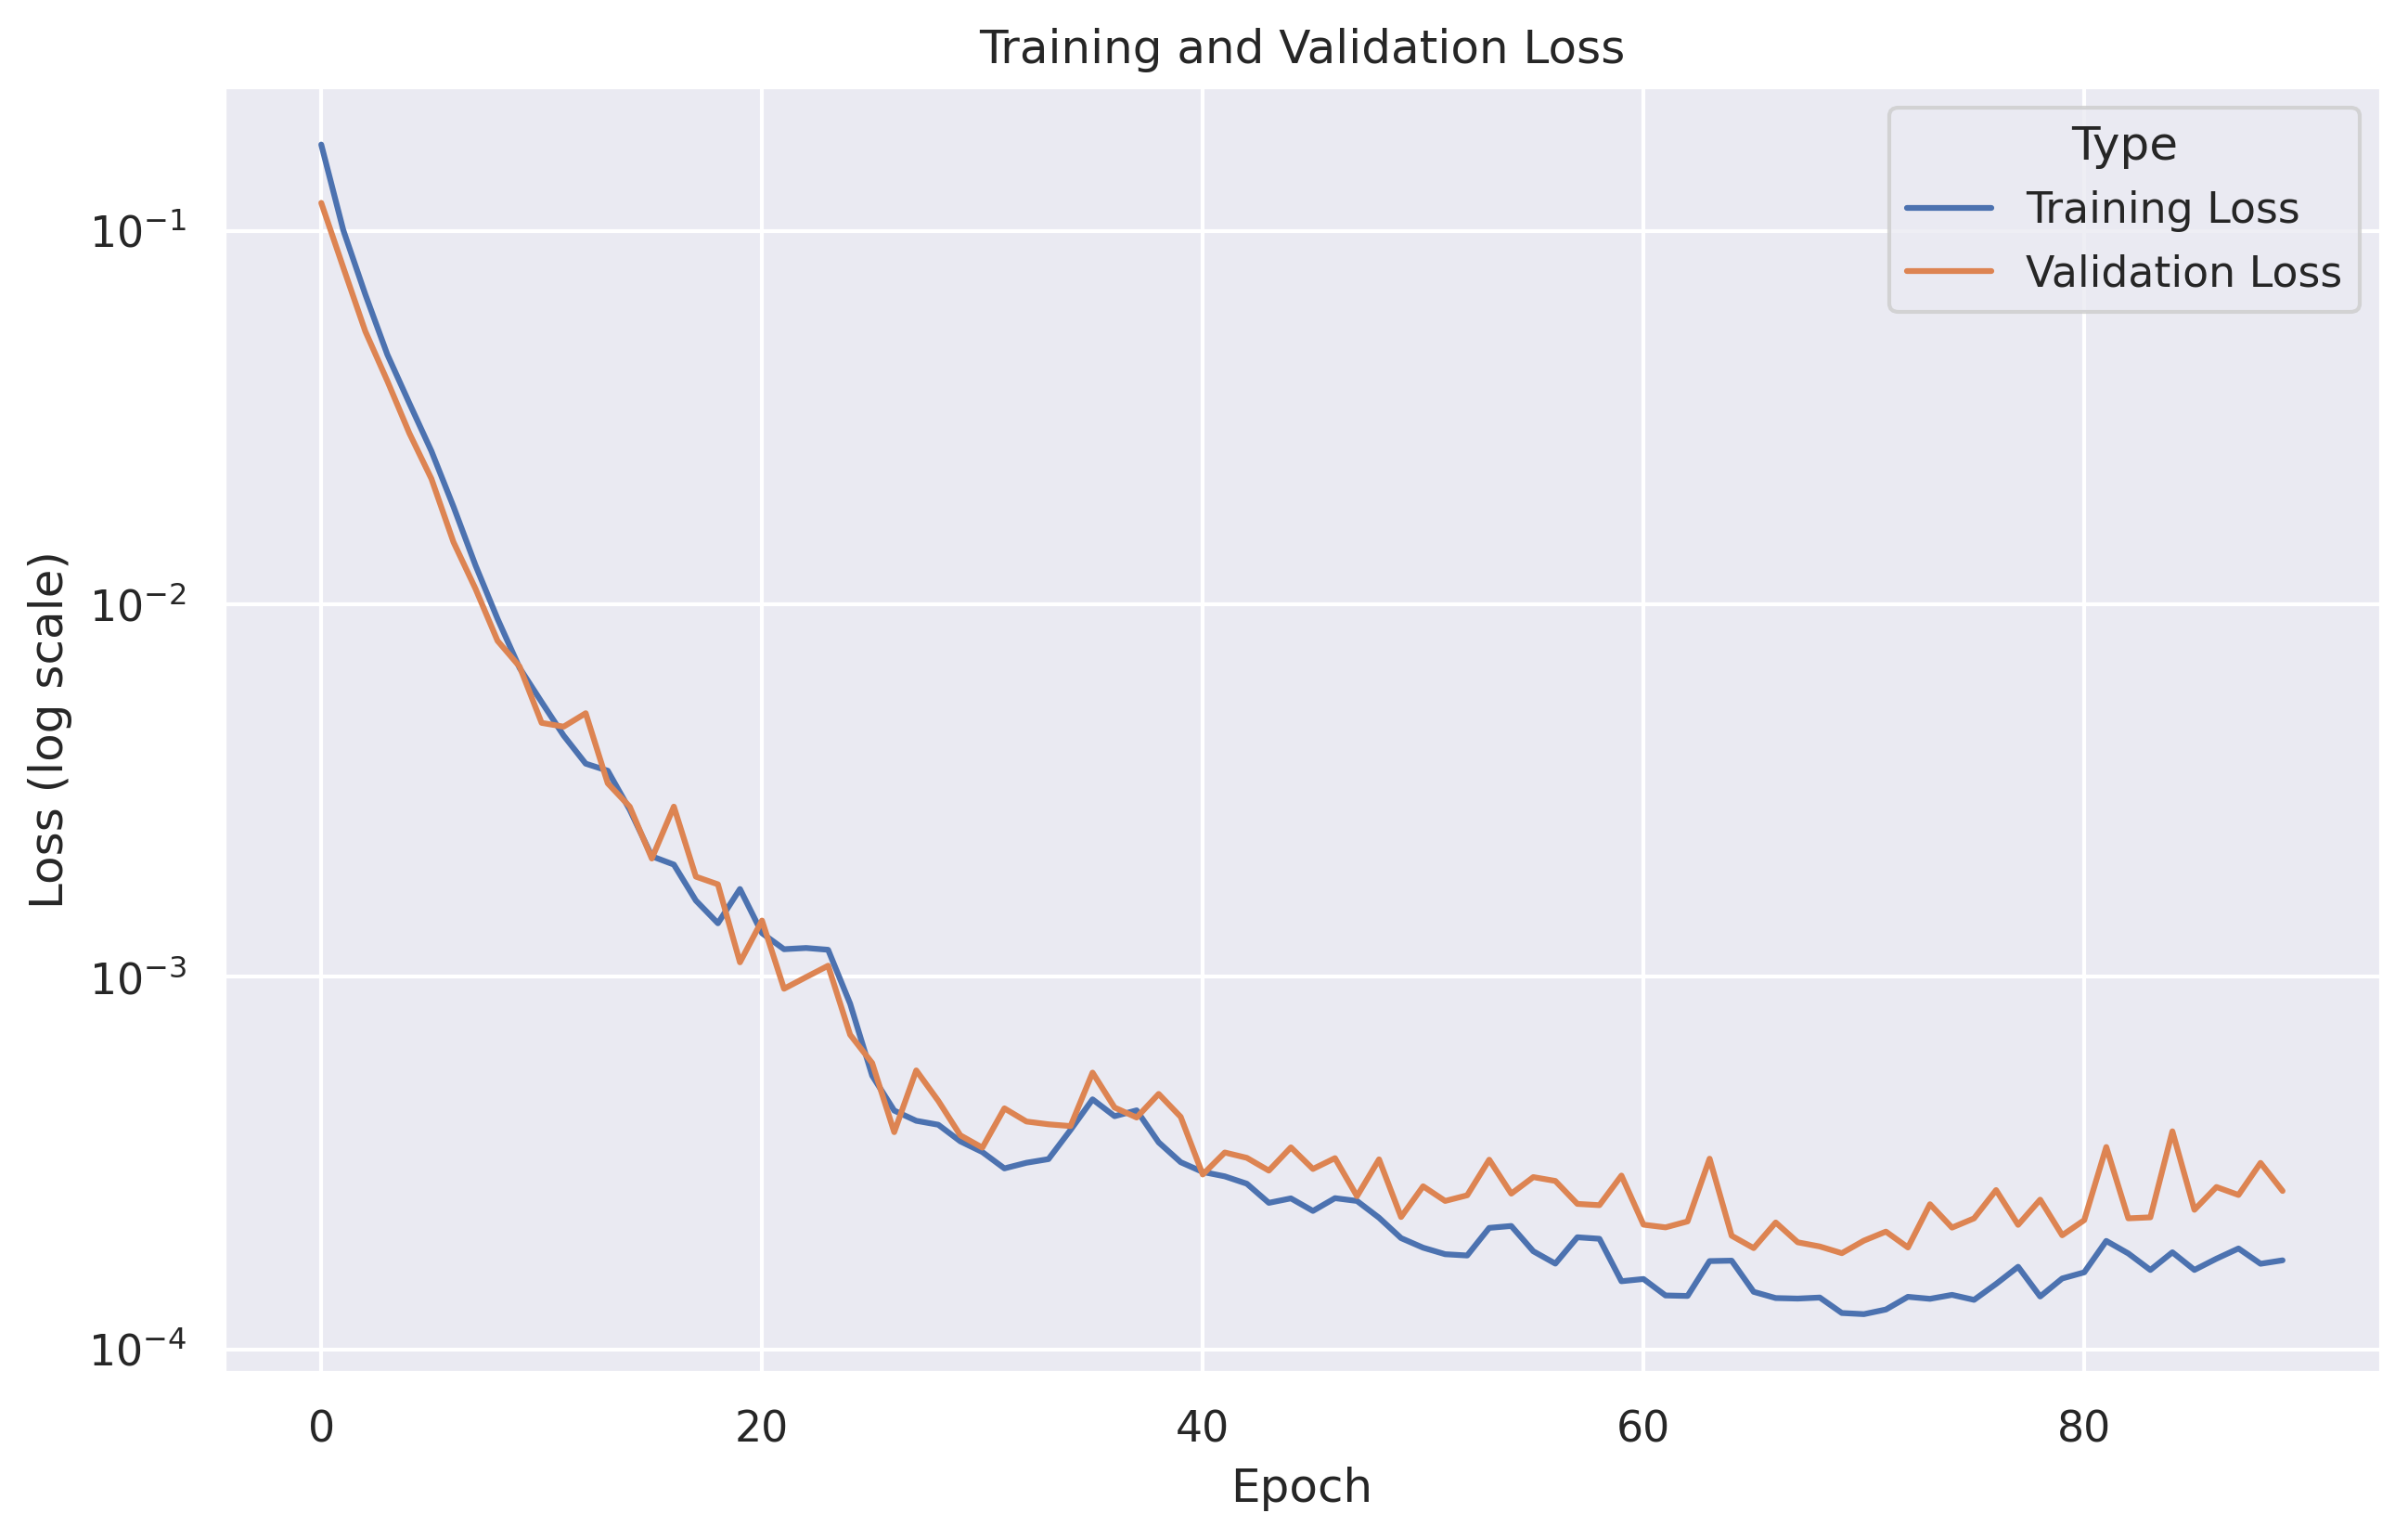 Training and Validation Loss
Type
Training Loss
Validation Loss
Loss (log scale)
10⁻¹
10⁻²
10⁻³
10⁻⁴
0 20 40 60 80
Epoch